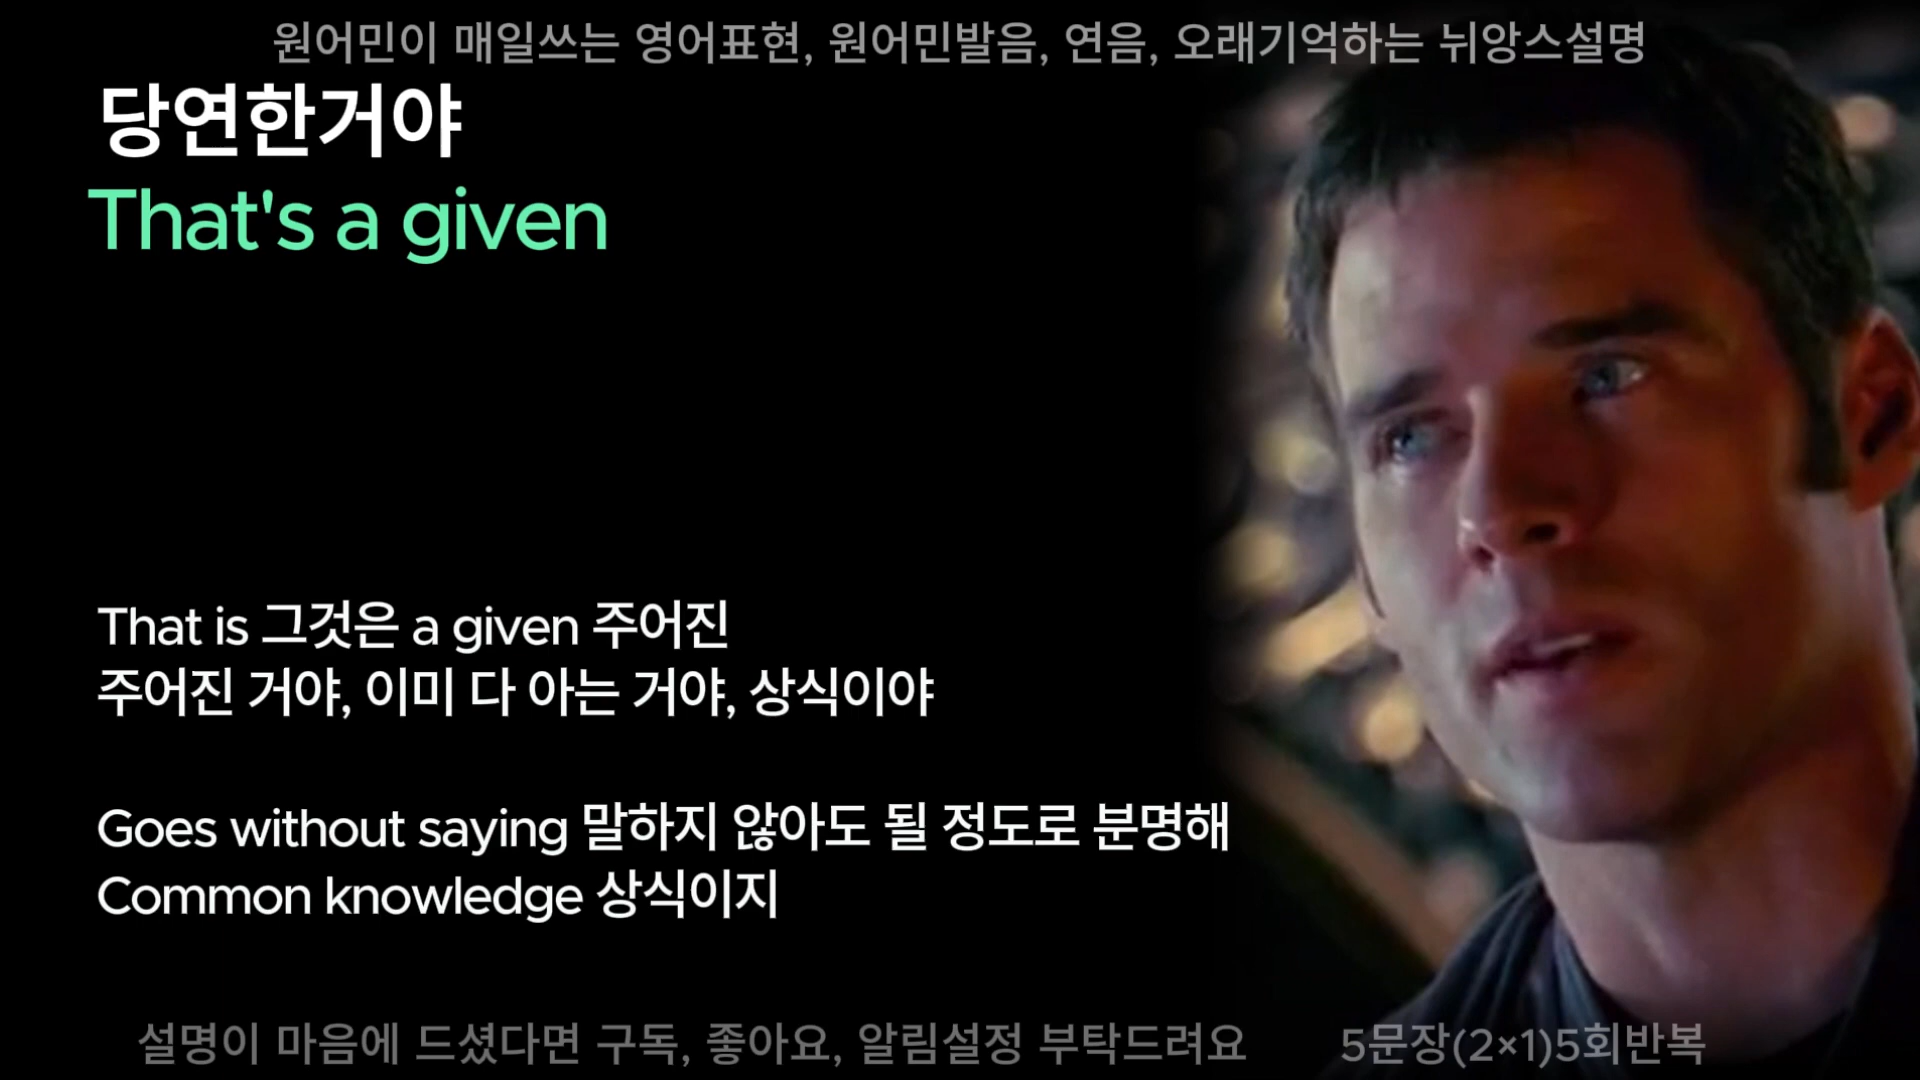 원어민이 매일쓰는 영어표현, 원어민발음, 연음, 오래기억하는 뉘앙스설명
당연한거야
That's a given
That is 그것은 a given 주어진
주어진 거야, 이미 다 아는 거야, 상식이야
Goes without saying 말하지 않아도 될 정도로 분명해
Common knowledge 상식이지
설명이 마음에 드셨다면 구독, 좋아요, 알림설정 부탁드려요 5문장(2×1)5회반복